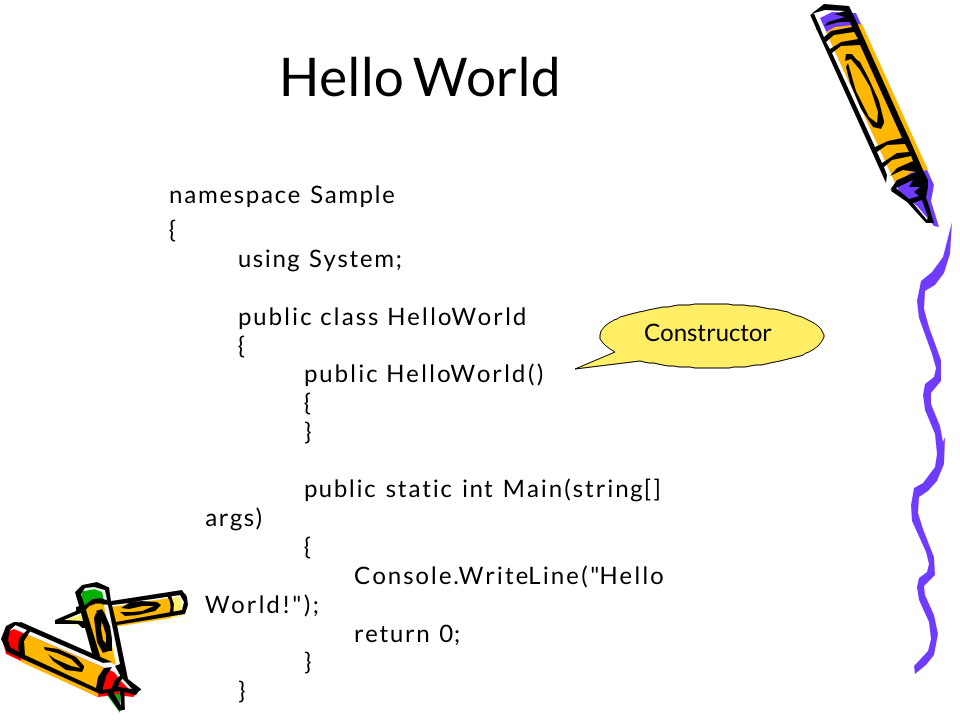 Hello World
namespace Sample
{
using System;
public class HelloWorld
{
Constructor
public HelloWorld()
{
}
public static int Main(string[]
args)
{
Console.WriteLine("Hello
World!");
return 0;
}
}